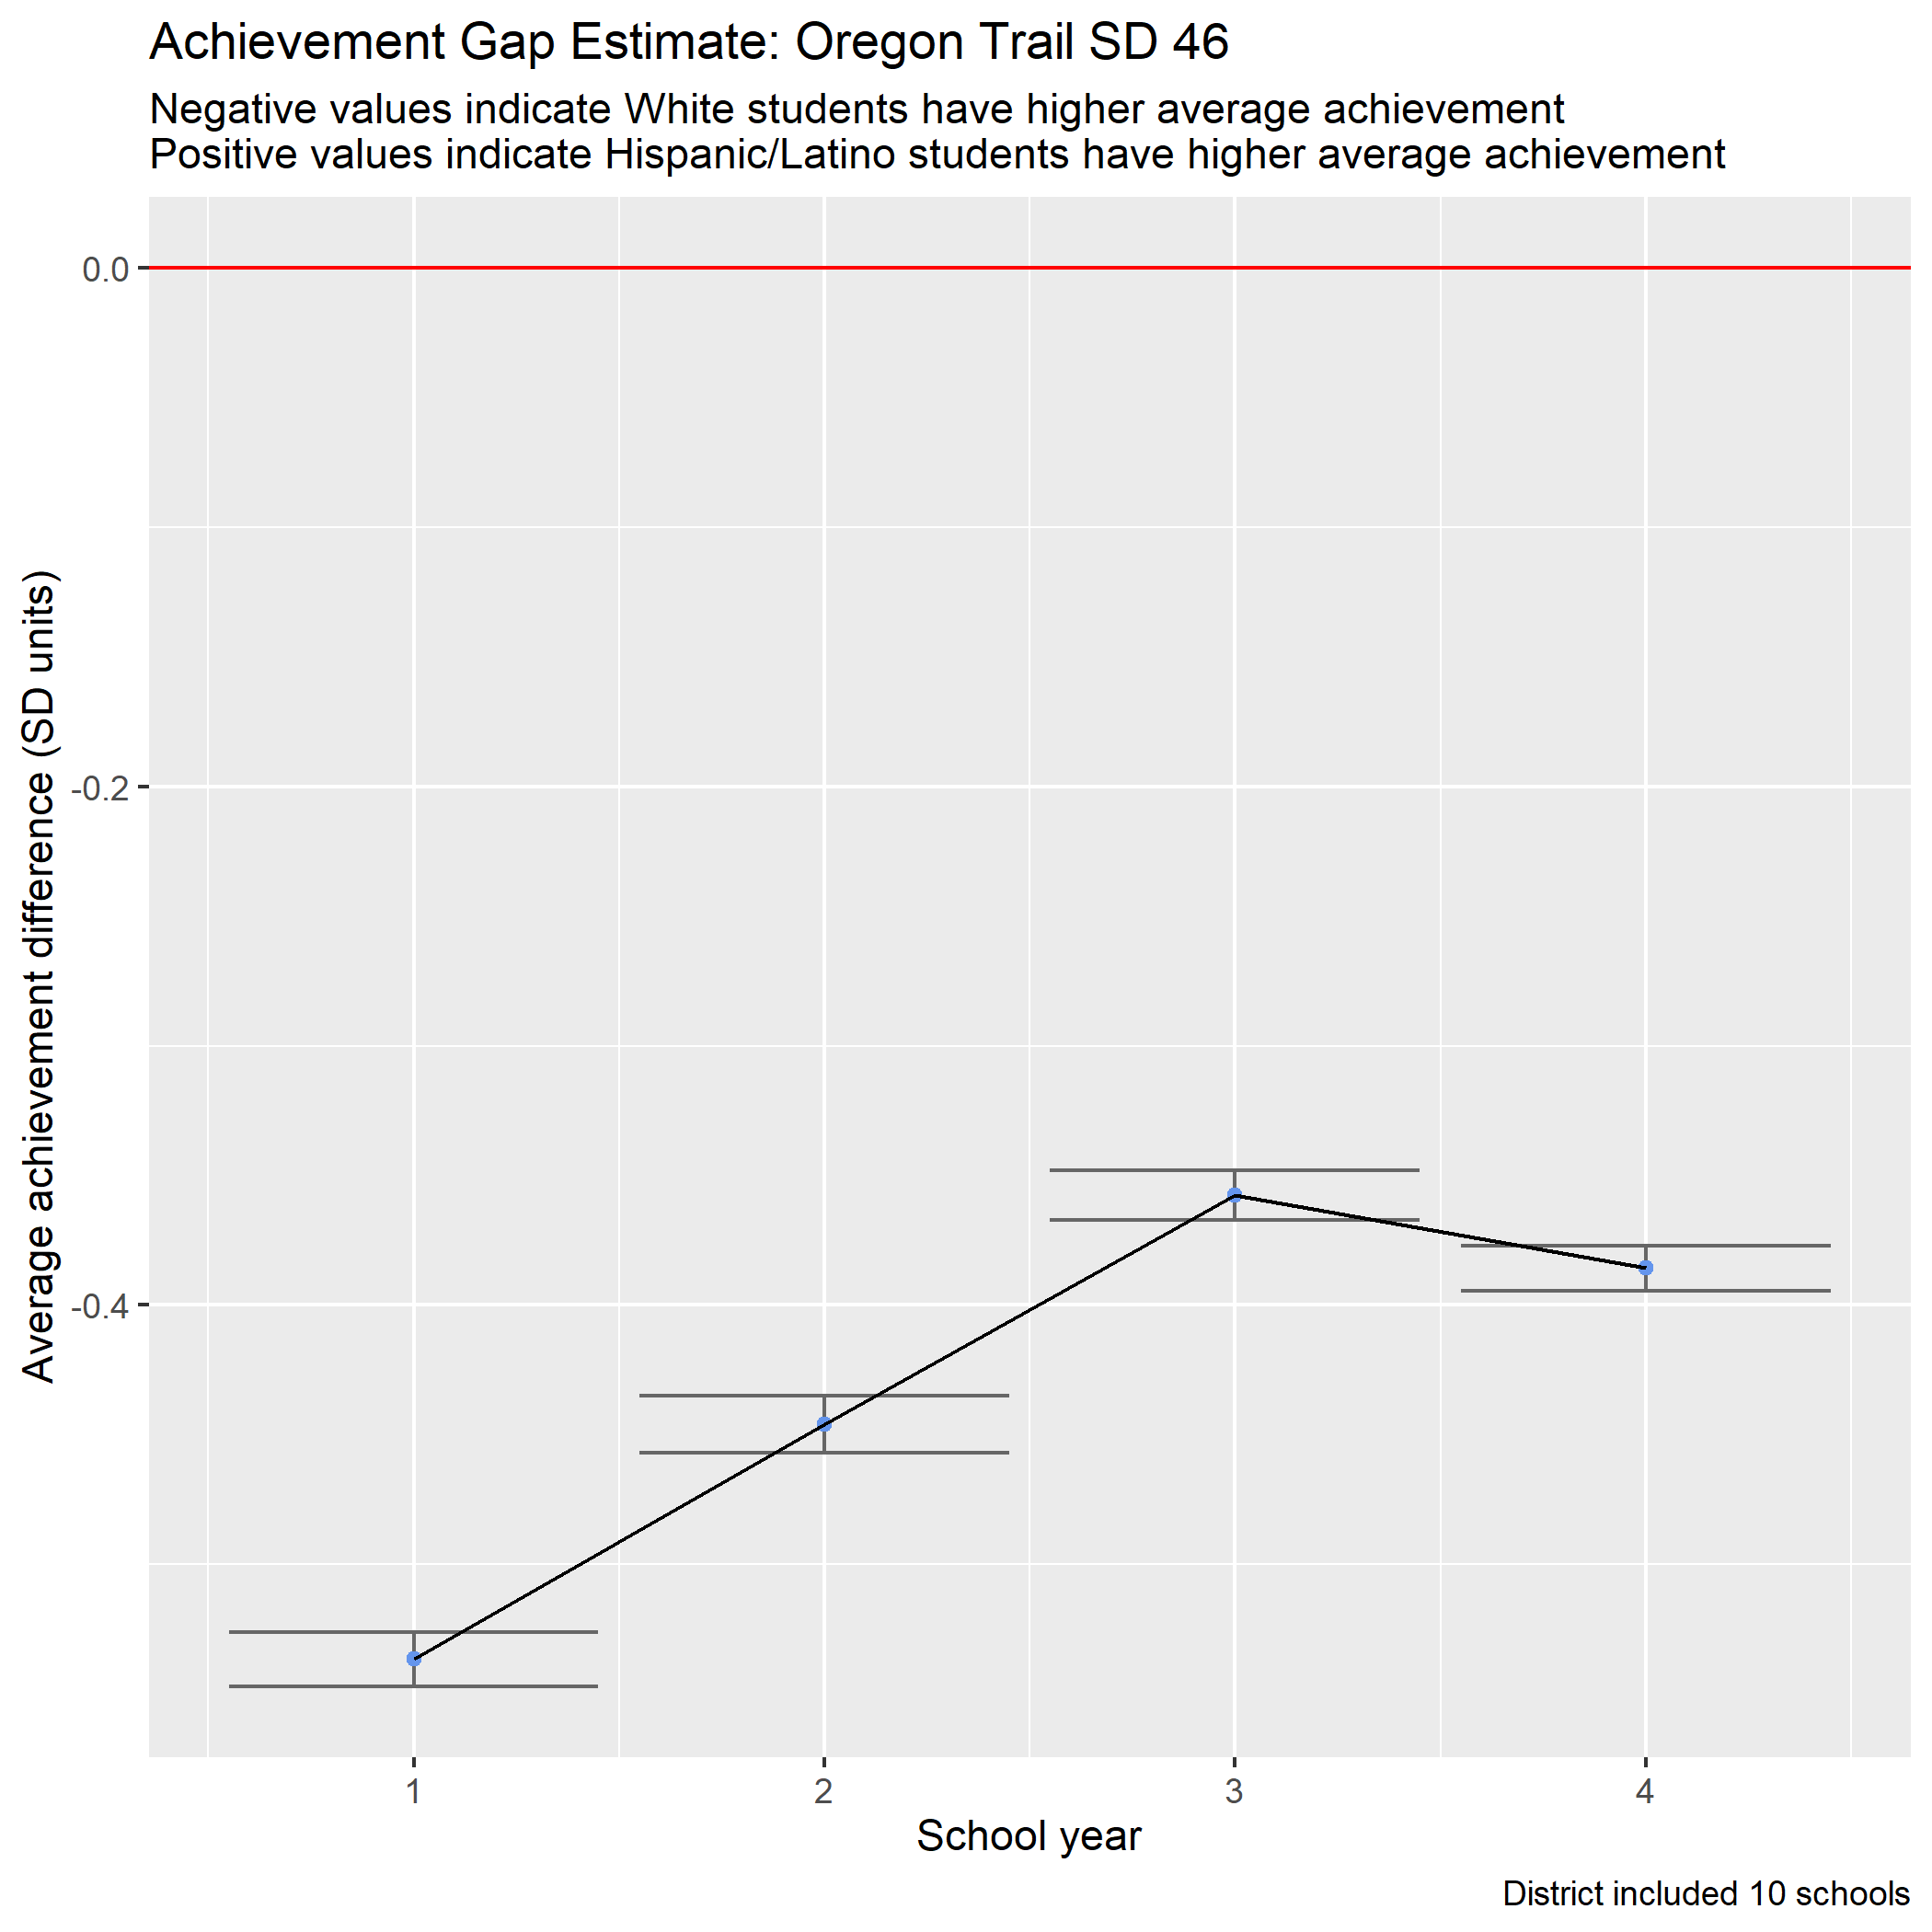 Achievement Gap Estimate: Oregon Trail SD 46
Negative values indicate White students have higher average achievement
Positive values indicate Hispanic/Latino students have higher average achievement
Average achievement difference (SD units)
0.0
-0.2
-0.4
1
2
3
4
School year
District included 10 schools